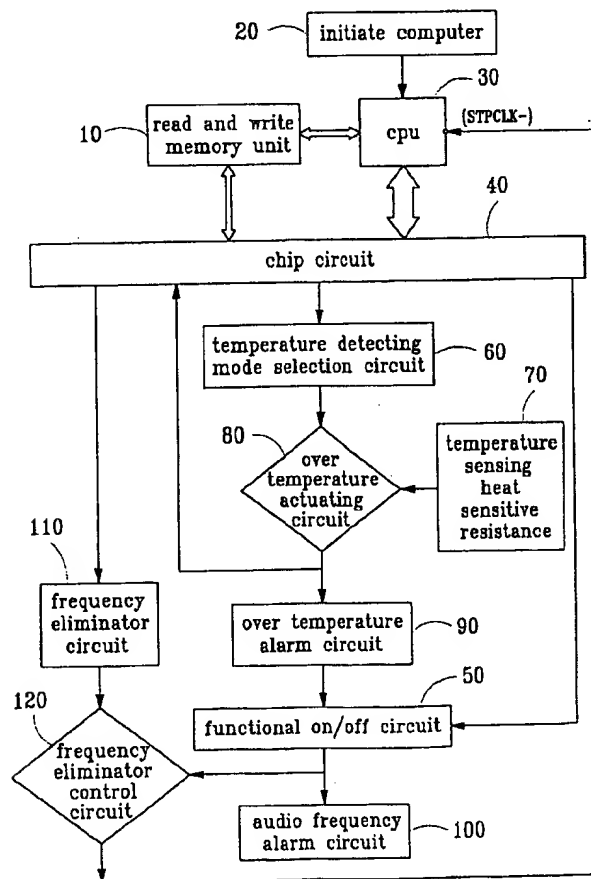 20
initiate computer
30
10
read and write
memory unit
cpu
(STPCLK-)
40
chip circuit
temperature detecting
mode selection circuit
60
70
80
over
temperature
actuating
circuit
temperature
sensing
heat
sensitive
resistance
110
frequency
eliminator
circuit
over temperature
alarm circuit
90
50
120
functional on/off circuit
frequency
eliminator
control
circuit
audio frequency
alarm circuit
100